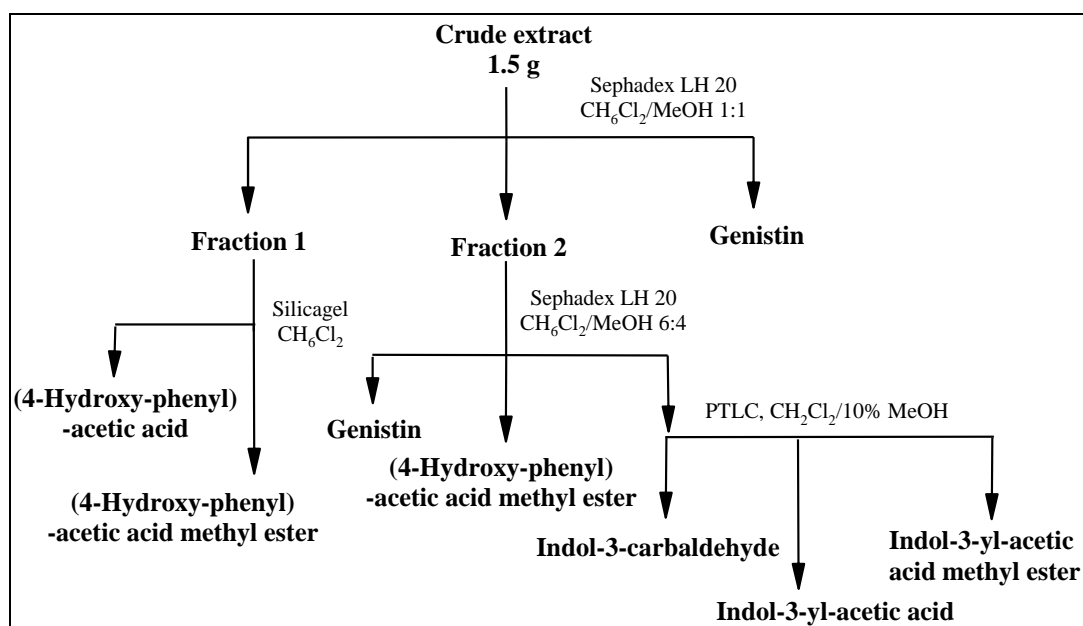 Crude extract
1.5 g
Sephadex LH 20
CH₆Cl₂/MeOH 1:1
Fraction 1
Fraction 2
Genistin
Silicagel
CH₆Cl₂
Sephadex LH 20
CH₆Cl₂/MeOH 6:4
(4-Hydroxy-phenyl)
-acetic acid
Genistin
PTLC, CH₂Cl₂/10% MeOH
(4-Hydroxy-phenyl)
-acetic acid methyl ester
(4-Hydroxy-phenyl)
-acetic acid methyl ester
Indol-3-carbaldehyde
Indol-3-yl-acetic
acid methyl ester
Indol-3-yl-acetic acid